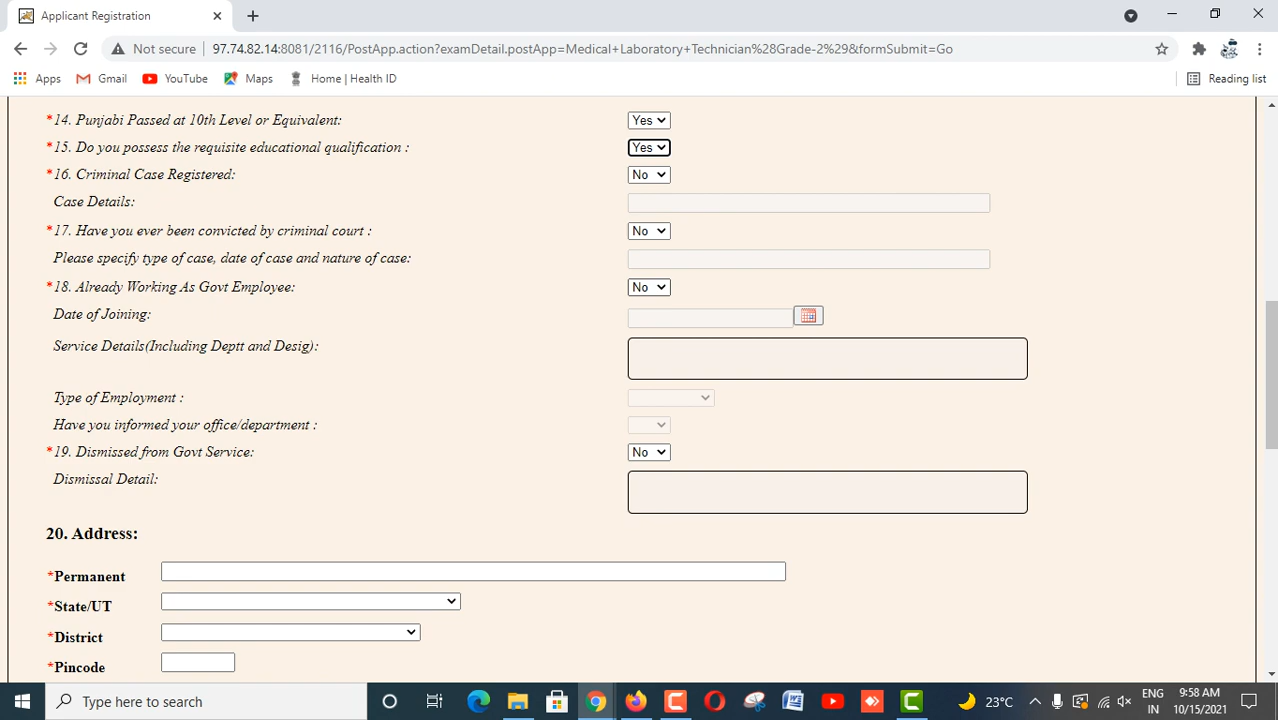 Applicant Registration
Not secure 97.74.82.14:8081/2116/PostApp.action?examDetail.postApp=Medical+Laboratory+Technician%28Grade-2%29&formSubmit=Go
Apps Gmail YouTube Maps Home | Health ID Reading list
*14. Punjabi Passed at 10th Level or Equivalent: Yes
*15. Do you possess the requisite educational qualification : Yes
*16. Criminal Case Registered: No
Case Details:
*17. Have you ever been convicted by criminal court : No
Please specify type of case, date of case and nature of case:
*18. Already Working As Govt Employee: No
Date of Joining:
Service Details(Including Deptt and Desig):
Type of Employment :
Have you informed your office/department :
*19. Dismissed from Govt Service: No
Dismissal Detail:
20. Address:
*Permanent
*State/UT
*District
*Pincode
Type here to search 23°C ENG 9:58 AM
IN 10/15/2021